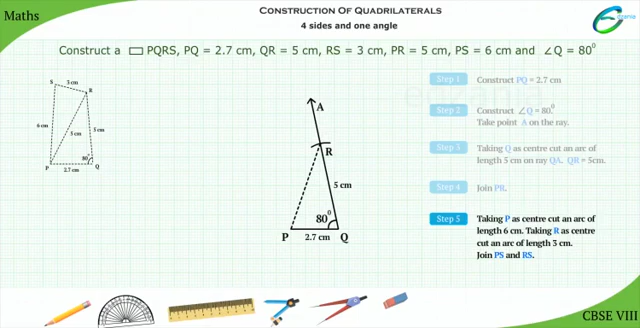 Maths
CONSTRUCTION OF QUADRILATERALS
4 sides and one angle
Construct a ▭ PQRS, PQ = 2.7 cm, QR = 5 cm, RS = 3 cm, PR = 5 cm, PS = 6 cm and ∠Q = 80⁰
S
3 cm
R
6 cm
5 cm
5 cm
80⁰
P
2.7 cm
Q
A
R
5 cm
80⁰
P
2.7 cm
Q
Step 1
Construct PQ = 2.7 cm
Step 2
Construct ∠Q = 80⁰.
Take point A on the ray.
Step 3
Taking Q as centre cut an arc of
length 5 cm on ray QA. QR = 5cm.
Step 4
Join PR.
Step 5
Taking P as centre cut an arc of
length 6 cm. Taking R as centre
cut an arc of length 3 cm.
Join PS and RS.
CBSE VIII